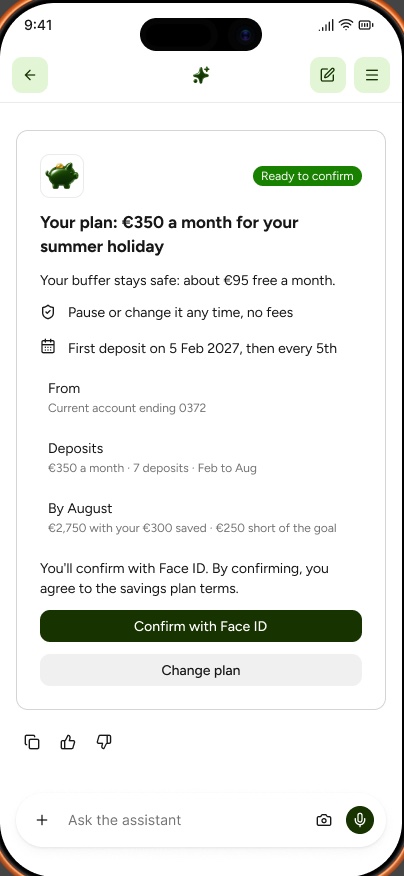 9:41
Ready to confirm
Your plan: €350 a month for your
summer holiday
Your buffer stays safe: about €95 free a month.
Pause or change it any time, no fees
First deposit on 5 Feb 2027, then every 5th
From
Current account ending 0372
Deposits
€350 a month · 7 deposits · Feb to Aug
By August
€2,750 with your €300 saved · €250 short of the goal
You'll confirm with Face ID. By confirming, you
agree to the savings plan terms.
Confirm with Face ID
Change plan
Ask the assistant